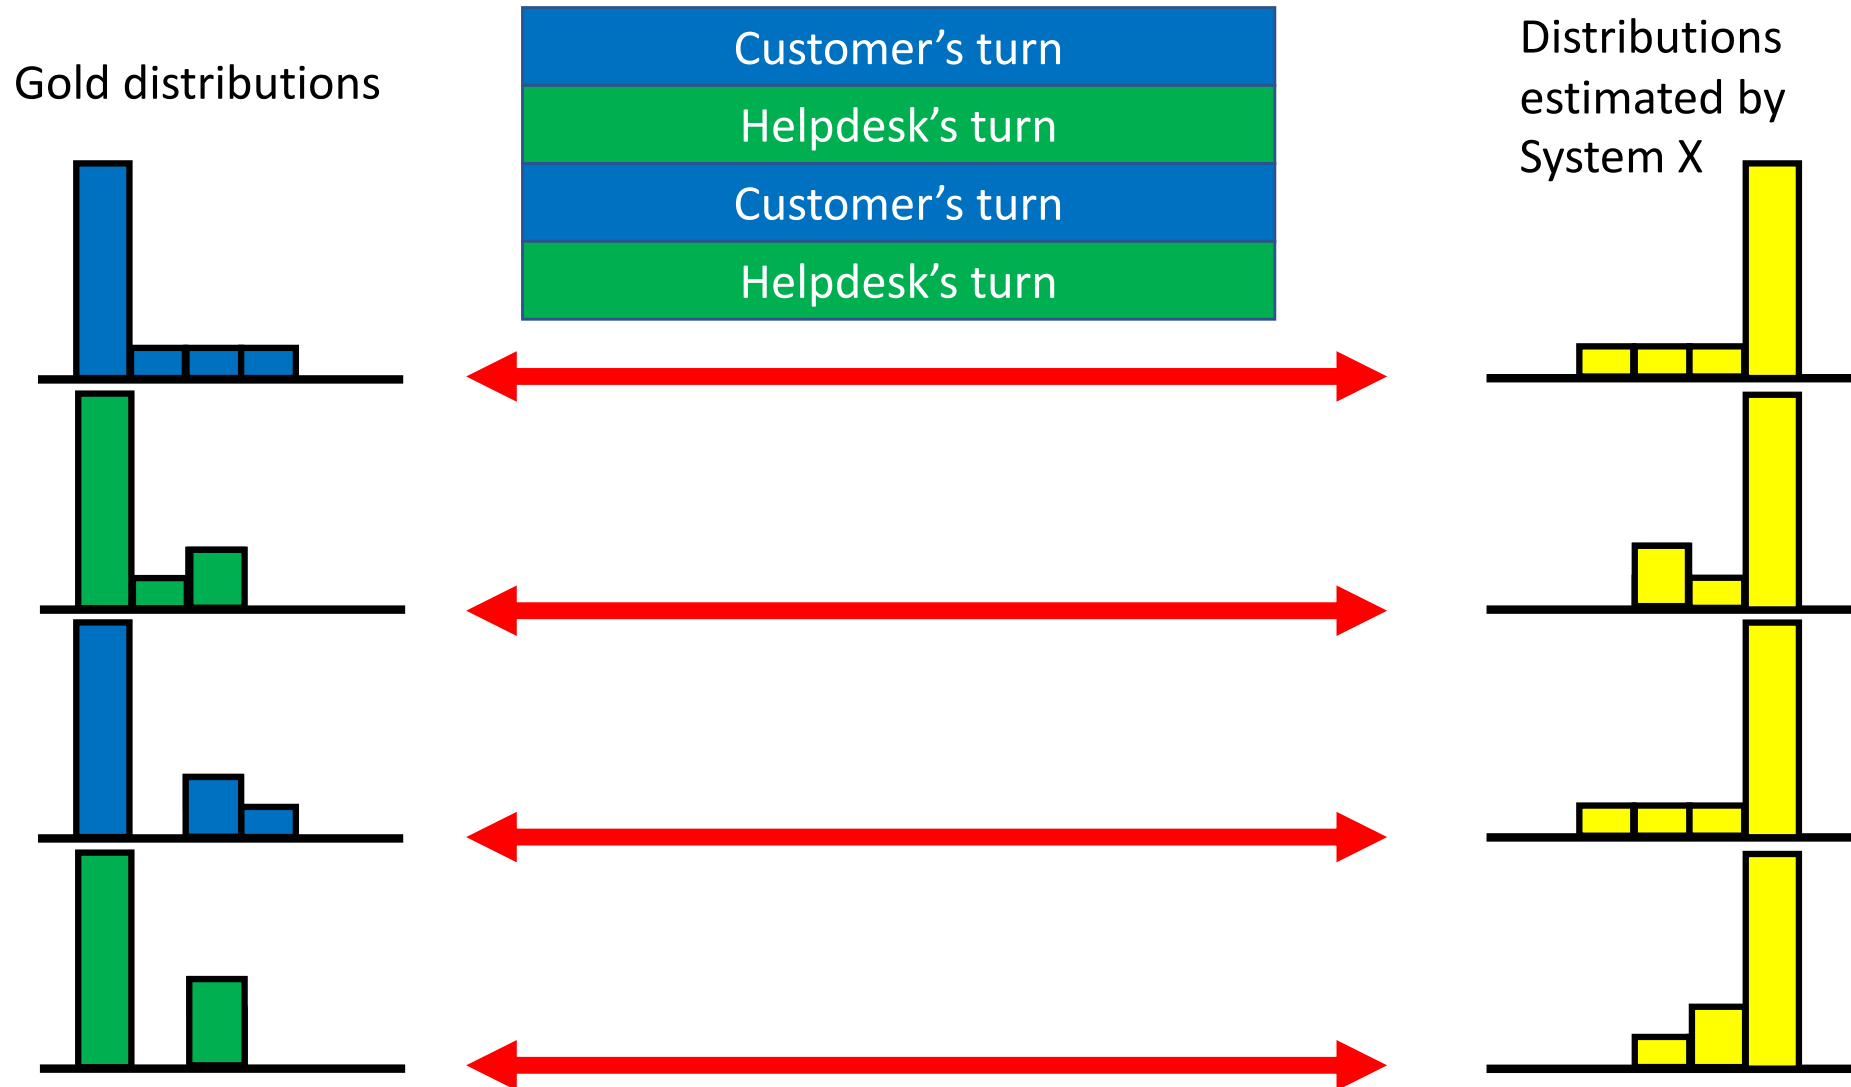 Gold distributions
Customer’s turn
Helpdesk’s turn
Customer’s turn
Helpdesk’s turn
Distributions
estimated by
System X